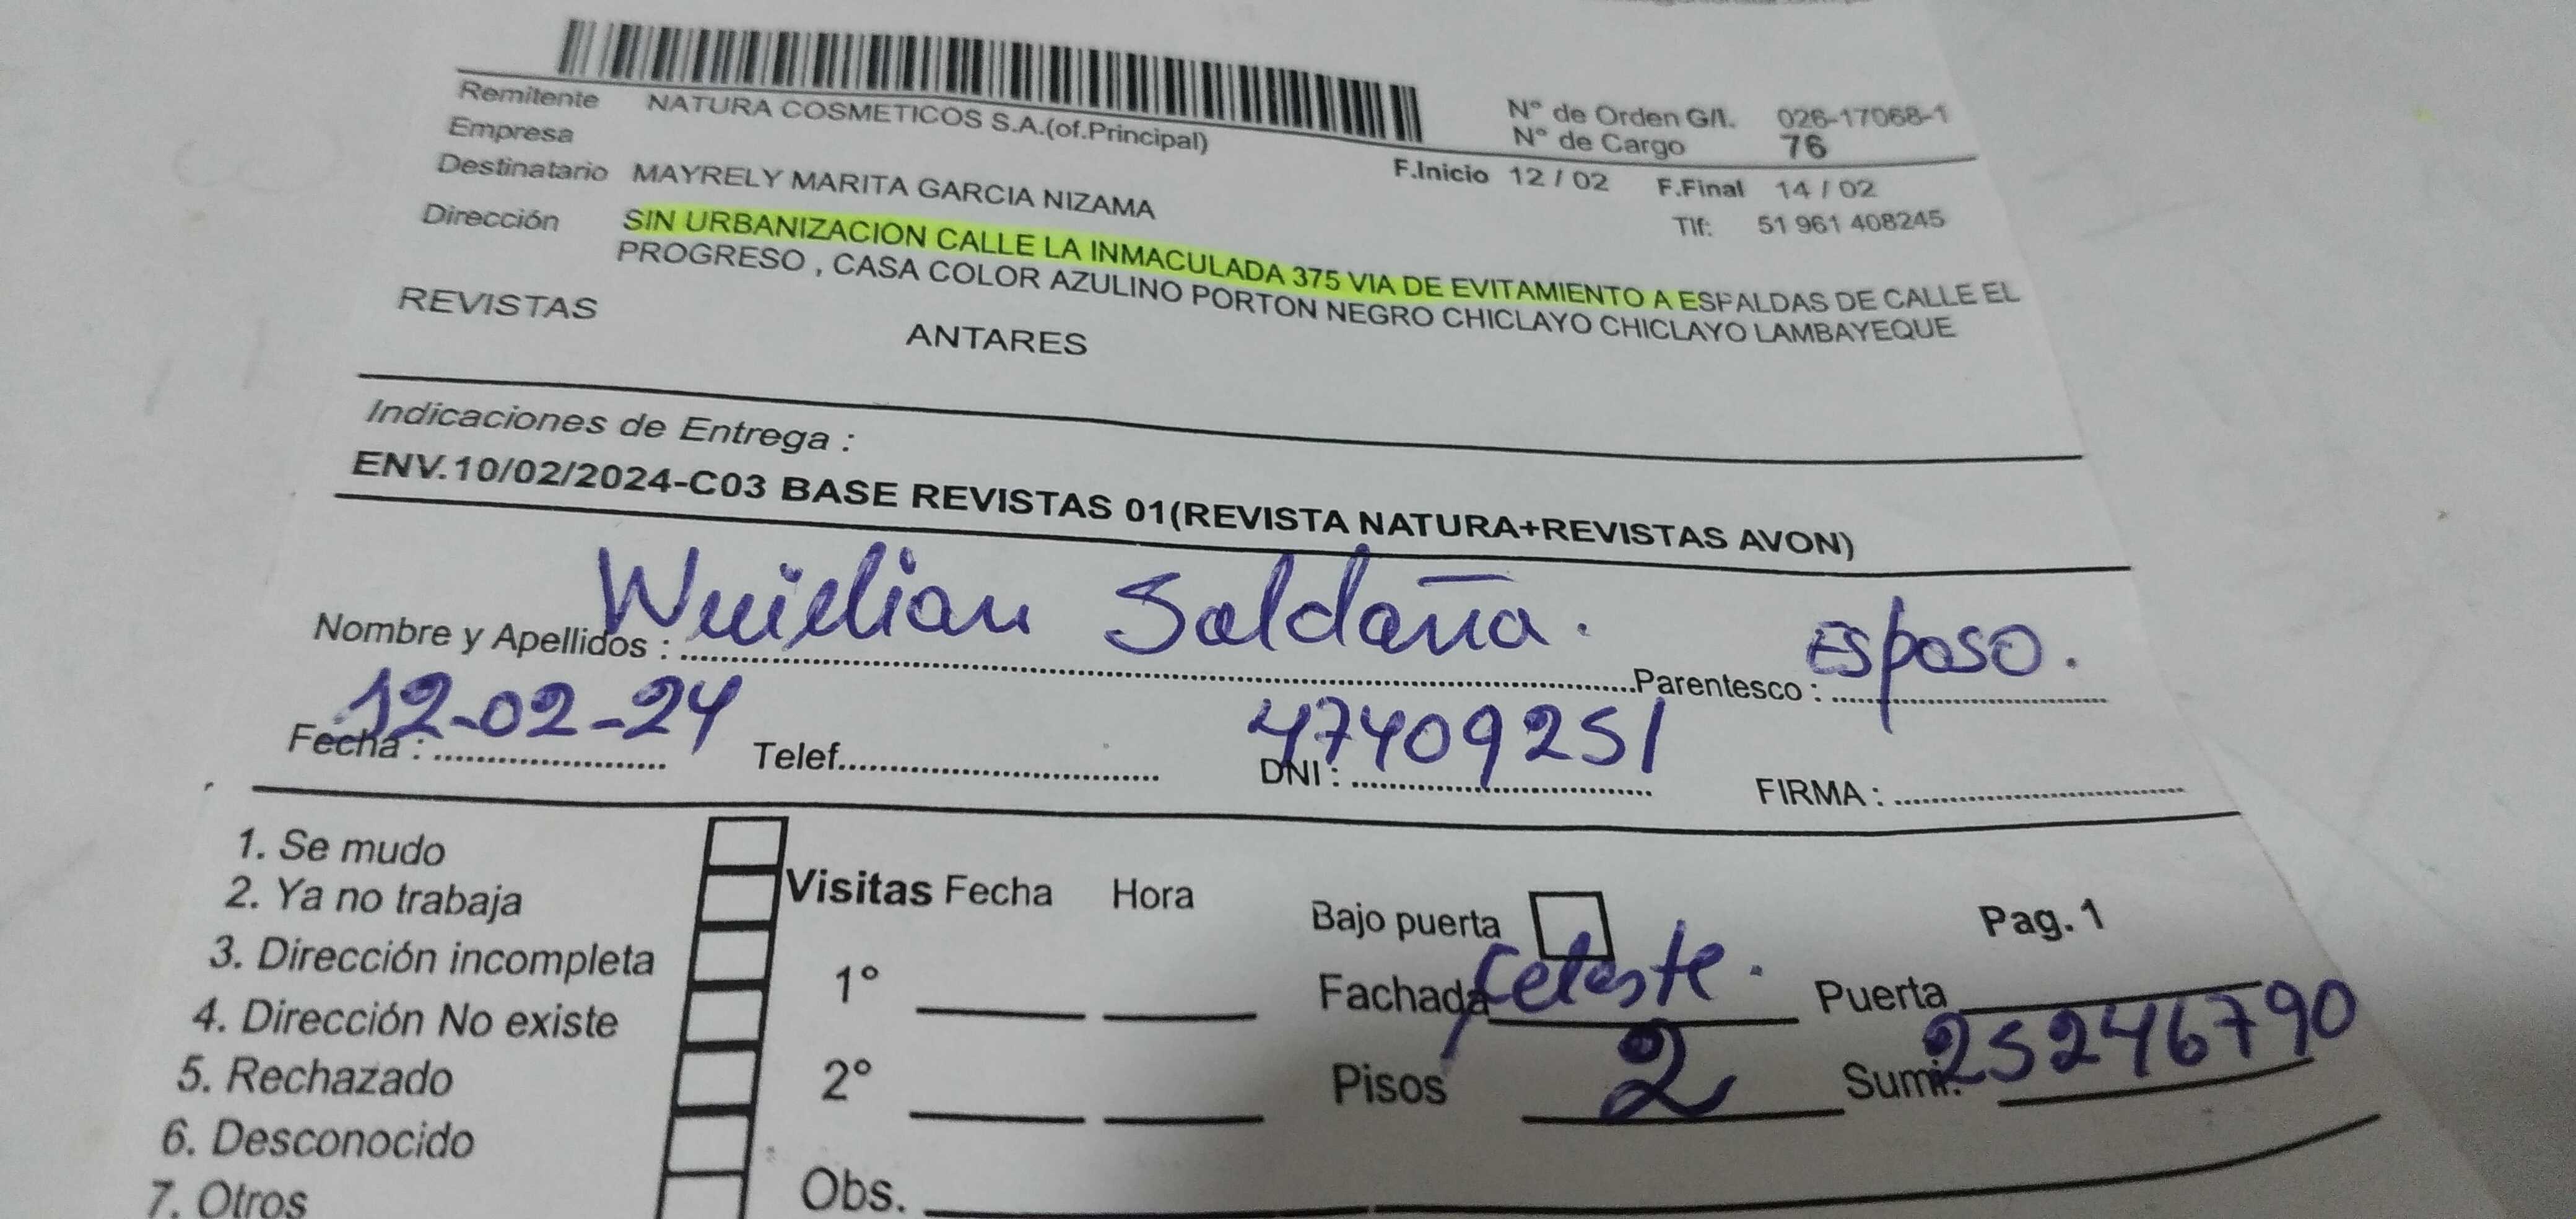 Remitente NATURA COSMETICOS S.A.(of.Principal) N° de Orden G/I. 026-17068-1
Empresa N° de Cargo 76
Destinatario MAYRELY MARITA GARCIA NIZAMA F.Inicio 12 / 02 F.Final 14 / 02
Tlf: 51 961 408245
Dirección SIN URBANIZACION CALLE LA INMACULADA 375 VIA DE EVITAMIENTO A ESPALDAS DE CALLE EL
PROGRESO , CASA COLOR AZULINO PORTON NEGRO CHICLAYO CHICLAYO LAMBAYEQUE
REVISTAS ANTARES
Indicaciones de Entrega :
ENV.10/02/2024-C03 BASE REVISTAS 01(REVISTA NATURA+REVISTAS AVON)
Nombre y Apellidos : Wuilian Saldaña. Parentesco : Esposo.
Fecha : 12-02-24 Telef. DNI : 47409251 FIRMA :
1. Se mudo
2. Ya no trabaja Visitas Fecha Hora Bajo puerta Pag. 1
3. Dirección incompleta 1° Fachada Celeste. Puerta
4. Dirección No existe
5. Rechazado 2° Pisos 2 Sumi. 25246790
6. Desconocido
7. Otros Obs.